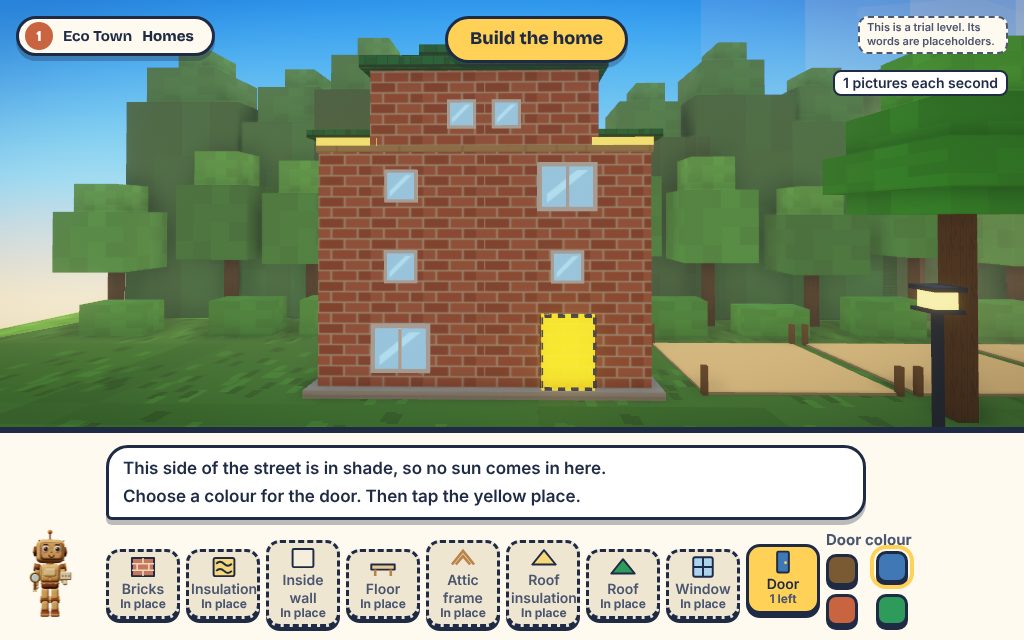 1 Eco Town Homes
Build the home
This is a trial level. Its
words are placeholders.
1 pictures each second
This side of the street is in shade, so no sun comes in here.
Choose a colour for the door. Then tap the yellow place.
Bricks
In place
Insulation
In place
Inside
wall
In place
Floor
In place
Attic
frame
In place
Roof
insulation
In place
Roof
In place
Window
In place
Door
1 left
Door colour